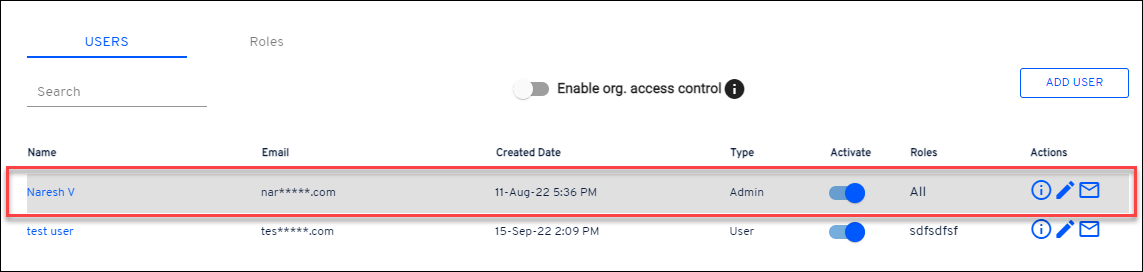 USERS Roles
Search Enable org. access control i ADD USER
Name Email Created Date Type Activate Roles Actions
Naresh V nar*****.com 11-Aug-22 5:36 PM Admin All
test user tes*****.com 15-Sep-22 2:09 PM User sdfsdfsf